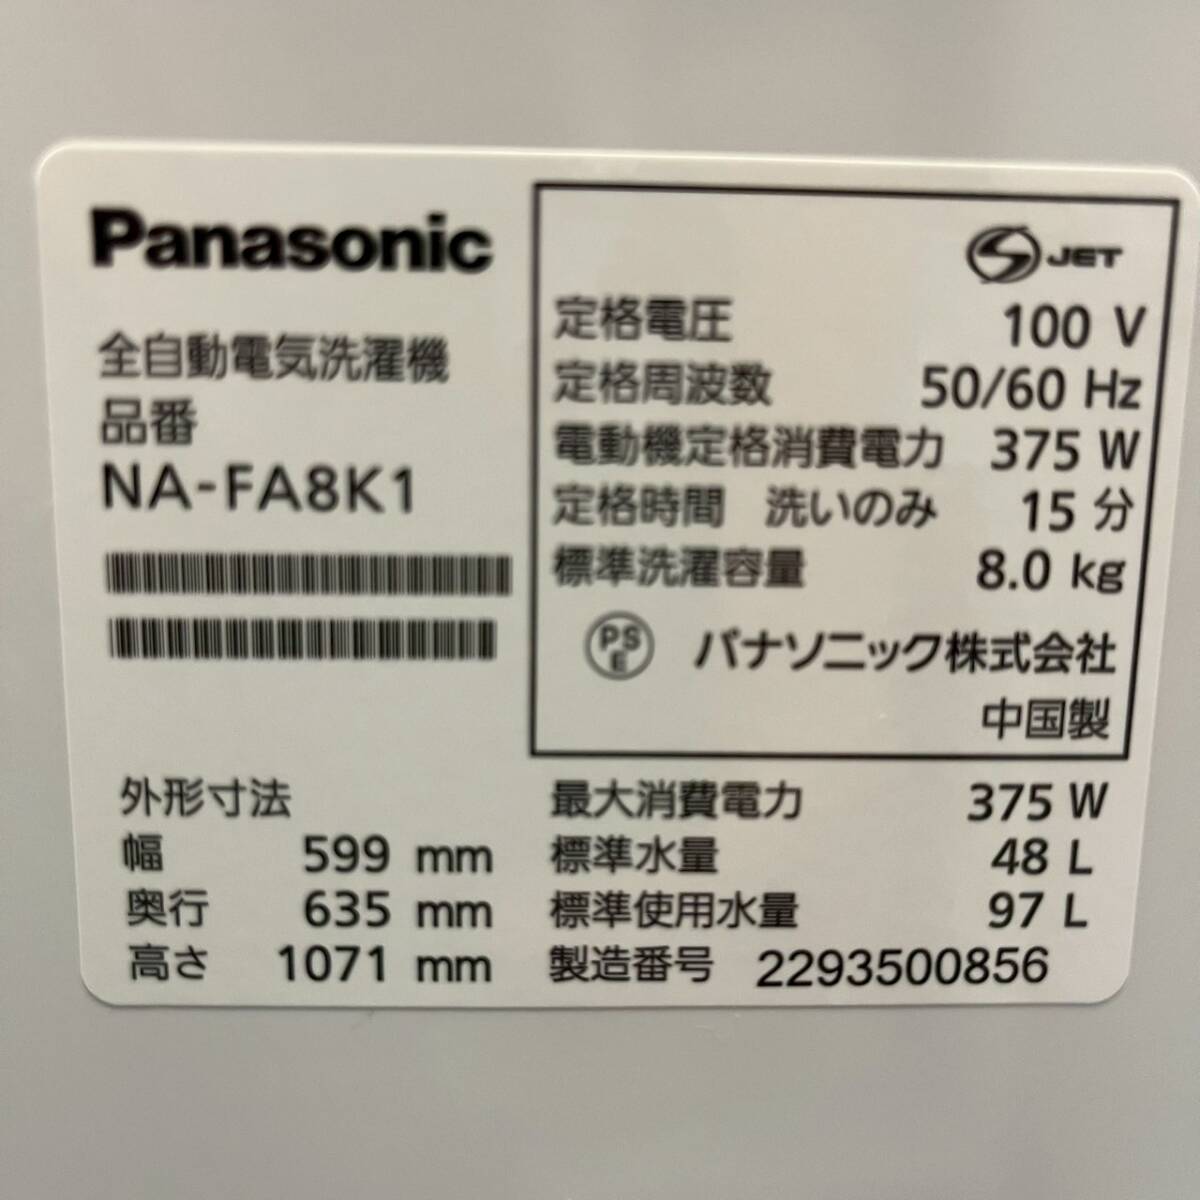 Panasonic
全自動電気洗濯機
品番
NA-FA8K1
JET
定格電圧 100 V
定格周波数 50/60 Hz
電動機定格消費電力 375 W
定格時間 洗いのみ 15 分
標準洗濯容量 8.0 kg
PS
E
パナソニック株式会社
中国製
外形寸法
幅 599 mm
奥行 635 mm
高さ 1071 mm
最大消費電力 375 W
標準水量 48 L
標準使用水量 97 L
製造番号 2293500856